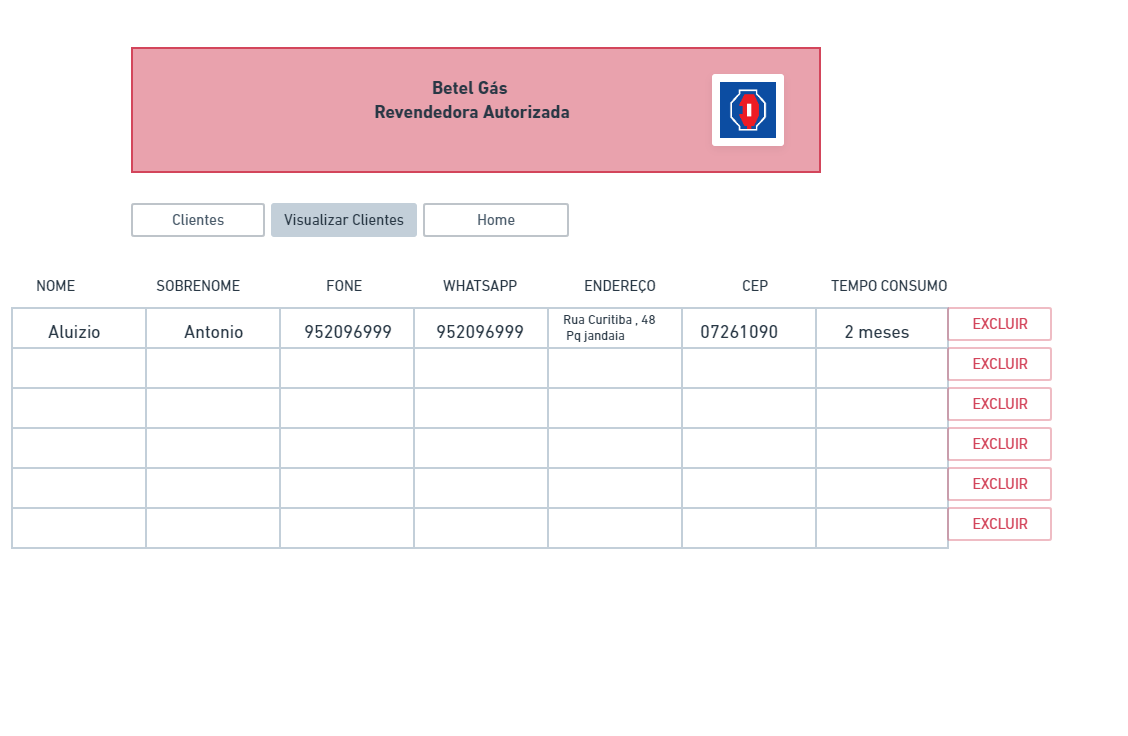 Betel Gás
Revendedora Autorizada
Clientes Visualizar Clientes Home
NOME SOBRENOME FONE WHATSAPP ENDEREÇO CEP TEMPO CONSUMO
Aluizio Antonio 952096999 952096999 Rua Curitiba , 48 07261090 2 meses EXCLUIR
Pq jandaia
EXCLUIR
EXCLUIR
EXCLUIR
EXCLUIR
EXCLUIR